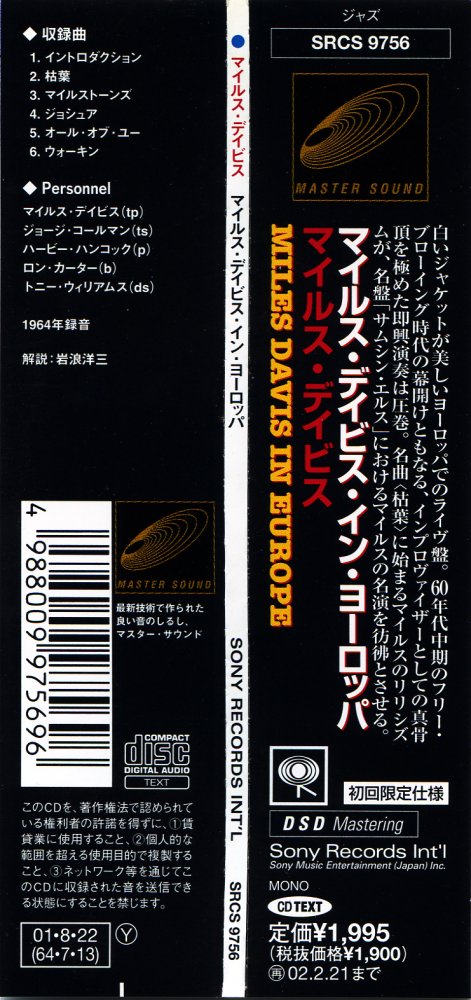 ◆ 収録曲
1. イントロダクション
2. 枯葉
3. マイルストーンズ
4. ジョシュア
5. オール・オブ・ユー
6. ウォーキン
◆ Personnel
マイルス・デイビス(tp)
ジョージ・コールマン(ts)
ハービー・ハンコック(p)
ロン・カーター(b)
トニー・ウィリアムス(ds)
1964年録音
解説：岩浪洋三
4 988009 975696
MASTER SOUND
最新技術で作られた
良い音のしるし、
マスター・サウンド
COMPACT
disc
DIGITAL AUDIO
TEXT
このCDを、著作権法で認められて
いる権利者の許諾を得ずに、①賃
貸業に使用すること、②個人的な
範囲を超える使用目的で複製する
こと、③ネットワーク等を通じてこ
のCDに収録された音を送信でき
る状態にすることを禁じます。
01・8・22
(64・7・13)
Y
マイルス・デイビス マイルス・デイビス・イン・ヨーロッパ
SONY RECORDS INT'L
SRCS 9756
ジャズ
SRCS 9756
MASTER SOUND
白いジャケットが美しいヨーロッパでのライヴ盤。60年代中期のフリー・
ブローイング時代の幕開けともなる、インプロヴァイザーとしての真骨
頂を極めた即興演奏は圧巻。名曲〈枯葉〉に始まるマイルスのリリシズ
ムが、名盤「サムシン・エルス」におけるマイルスの名演を彷彿とさせる。
マイルス・デイビス・イン・ヨーロッパ
マイルス・デイビス
MILES DAVIS IN EUROPE
初回限定仕様
DSD Mastering
Sony Records Int'l
Sony Music Entertainment (Japan) Inc.
MONO
CD TEXT
定価¥1,995
(税抜価格¥1,900)
再02.2.21まで